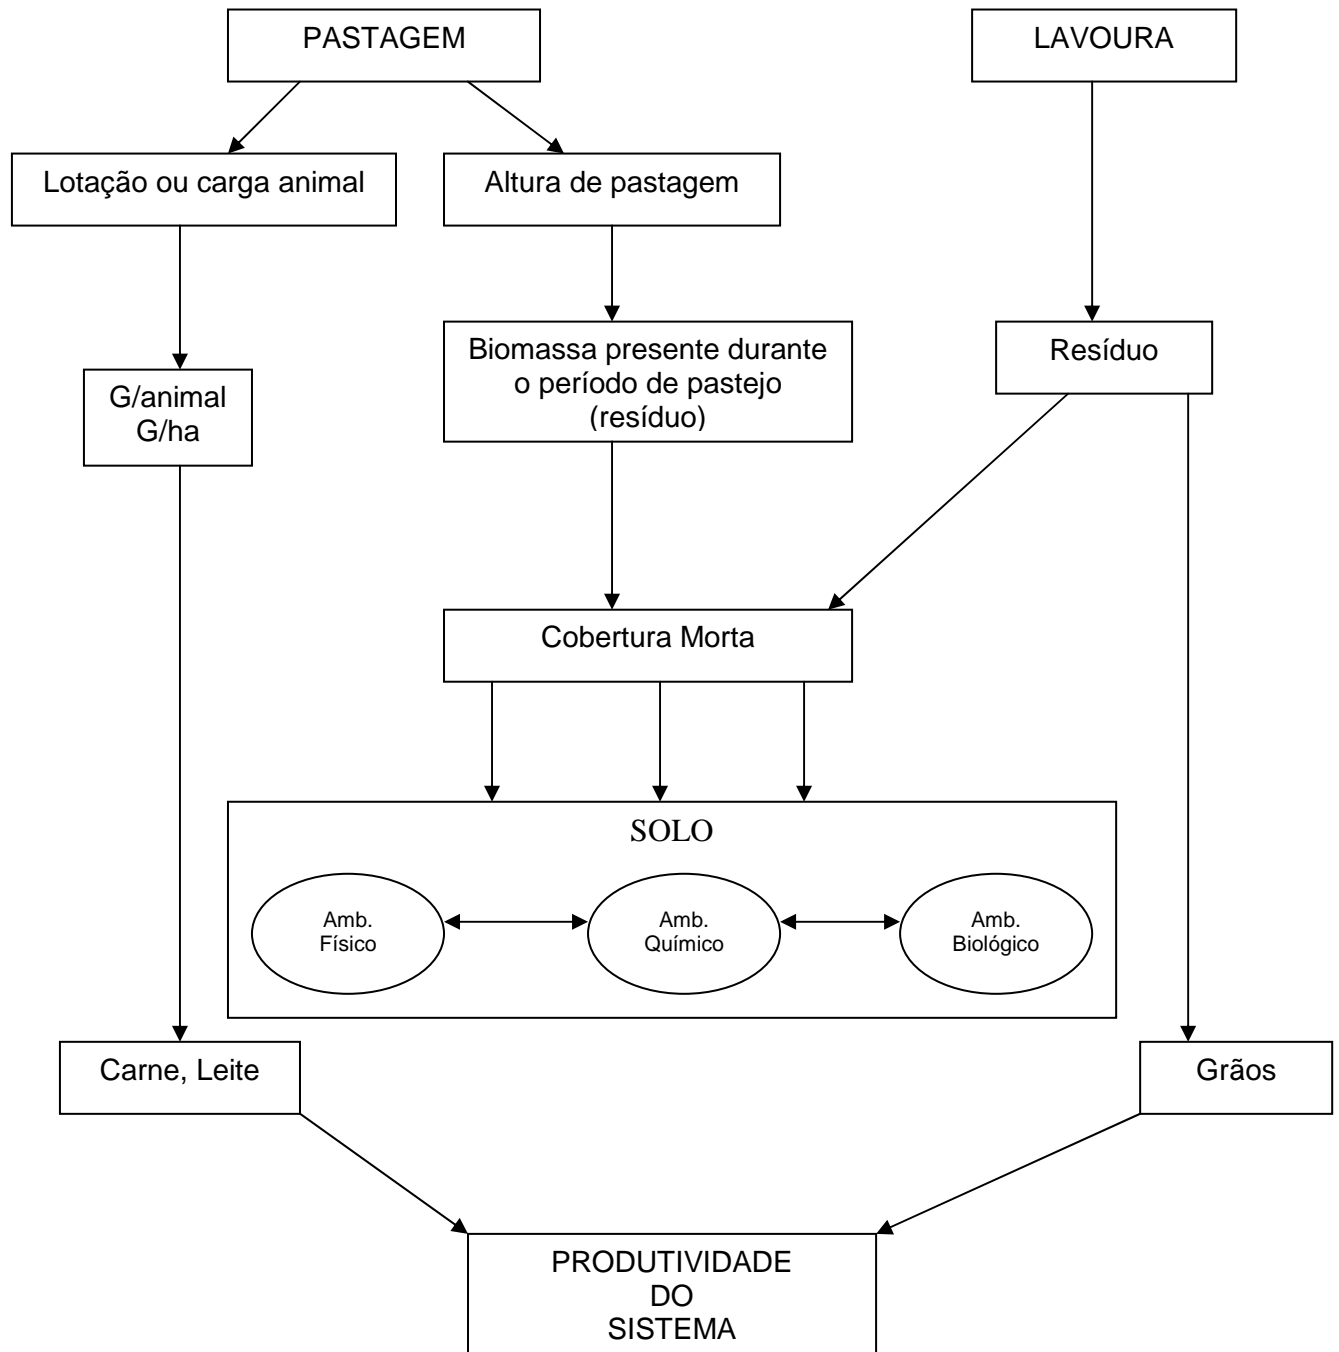 PASTAGEM
LAVOURA
Lotação ou carga animal
Altura de pastagem
Biomassa presente durante
o período de pastejo
(resíduo)
Resíduo
G/animal
G/ha
Cobertura Morta
SOLO
Amb.
Físico
Amb.
Químico
Amb.
Biológico
Carne, Leite
Grãos
PRODUTIVIDADE
DO
SISTEMA